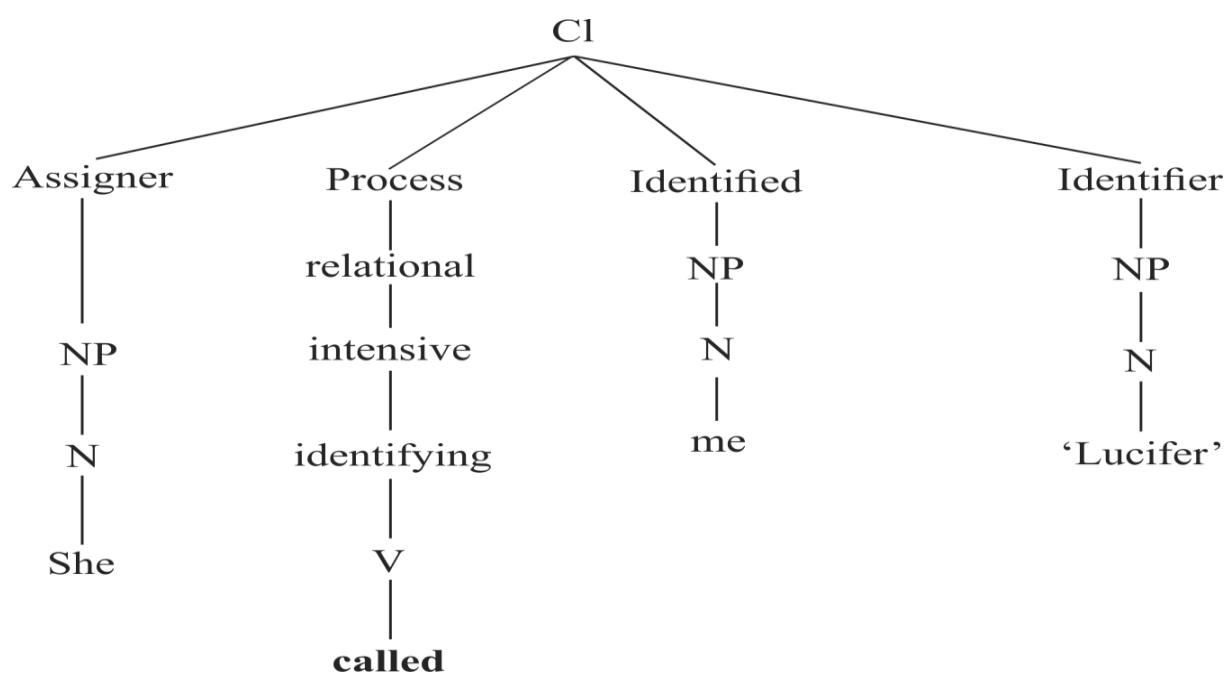 Cl
Assigner Process Identified Identifier
relational NP NP
NP intensive N N
N identifying me ‘Lucifer’
She V
called